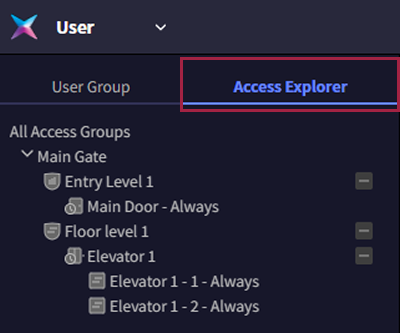 User
User Group
Access Explorer
All Access Groups
Main Gate
Entry Level 1
Main Door - Always
Floor level 1
Elevator 1
Elevator 1 - 1 - Always
Elevator 1 - 2 - Always